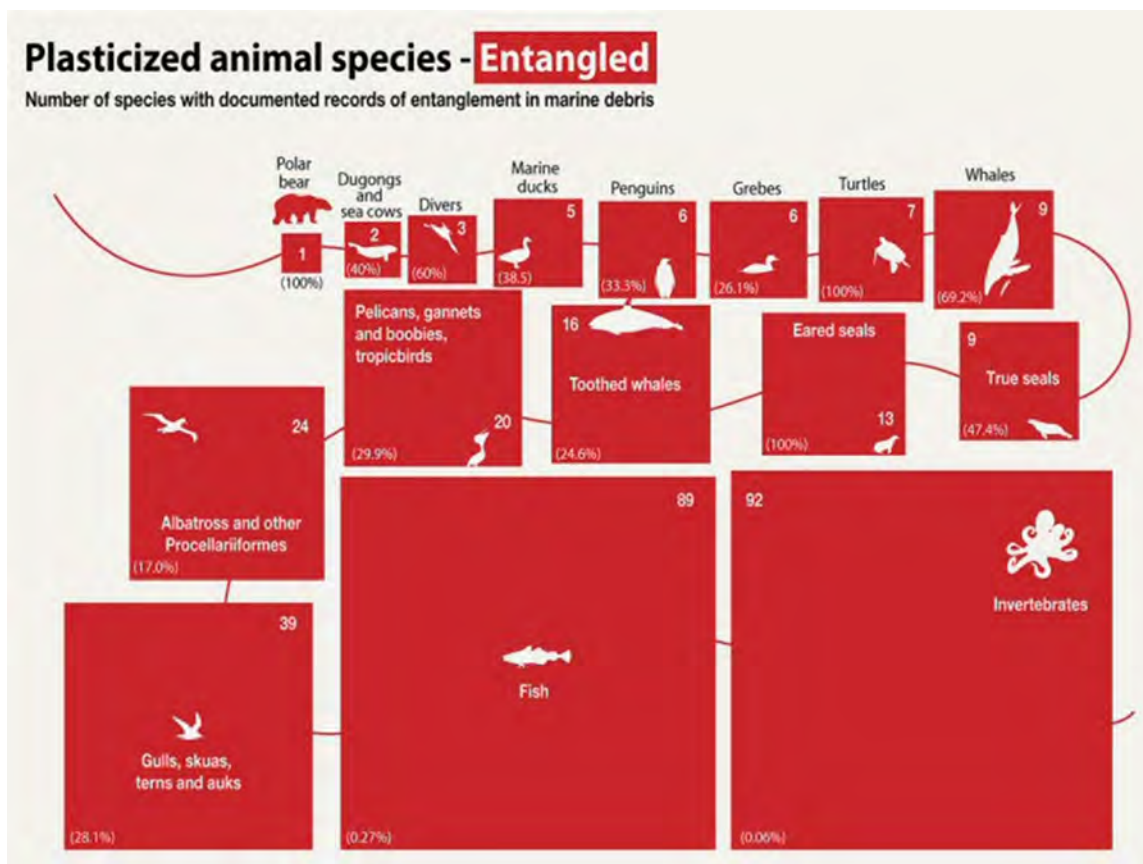 Plasticized animal species - Entangled
Number of species with documented records of entanglement in marine debris
Polar
bear
1
(100%)
Dugongs
and
sea cows
2
(40%)
Divers
3
(60%)
Marine
ducks
5
(38.5)
Penguins
6
(33.3%)
Grebes
6
(26.1%)
Turtles
7
(100%)
Whales
9
(69.2%)
Pelicans, gannets
and boobies,
tropicbirds
20
(29.9%)
16
Toothed whales
(24.6%)
Eared seals
13
(100%)
9
True seals
(47.4%)
24
Albatross and other
Procellariiformes
(17.0%)
39
Gulls, skuas,
terns and auks
(28.1%)
89
Fish
(0.27%)
92
Invertebrates
(0.06%)